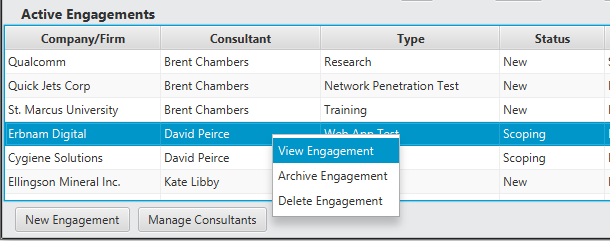 Active Engagements
Company/Firm Consultant Type Status
Qualcomm Brent Chambers Research New
Quick Jets Corp Brent Chambers Network Penetration Test New
St. Marcus University Brent Chambers Training New
Erbnam Digital David Peirce Web App Test Scoping
View Engagement
Cygiene Solutions David Peirce Scoping
Archive Engagement
Ellingson Mineral Inc. Kate Libby New
Delete Engagement
New Engagement Manage Consultants